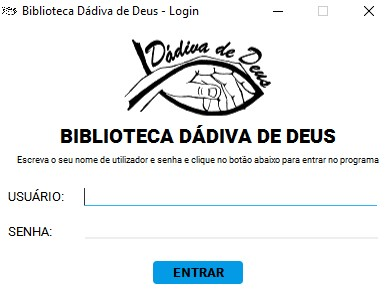 Biblioteca Dádiva de Deus - Login
Dádiva de Deus
BIBLIOTECA DÁDIVA DE DEUS
Escreva o seu nome de utilizador e senha e clique no botão abaixo para entrar no programa
USUÁRIO:
SENHA:
ENTRAR